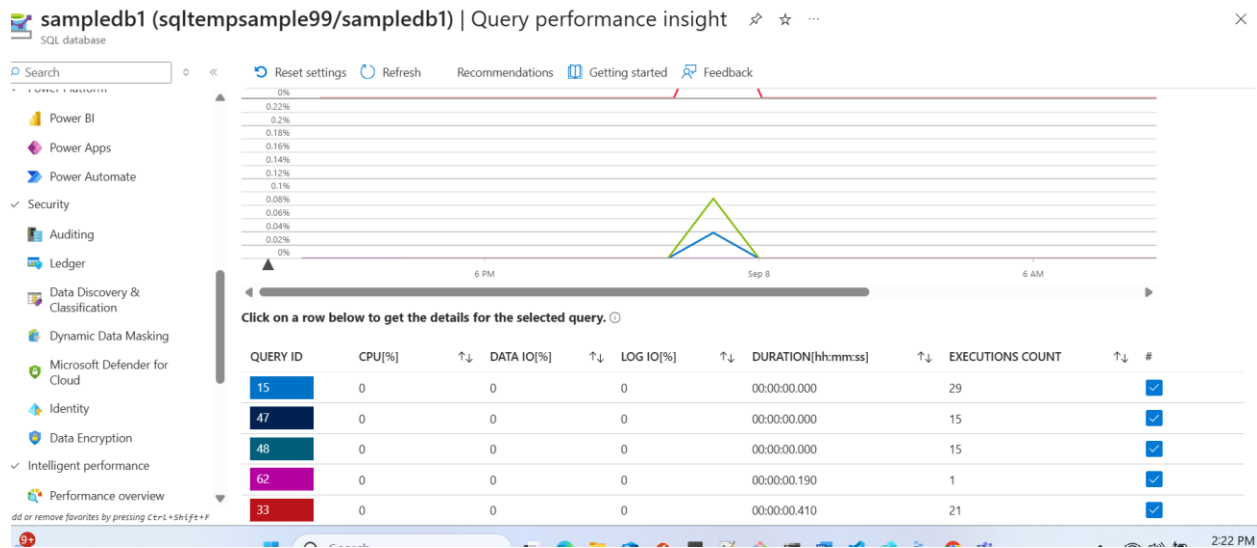 sampledb1 (sqltempsample99/sampledb1) | Query performance insight
SQL database
Search
Reset settings Refresh Recommendations Getting started Feedback
Power Platform
Power BI
Power Apps
Power Automate
Security
Auditing
Ledger
Data Discovery &
Classification
Dynamic Data Masking
Microsoft Defender for
Cloud
Identity
Data Encryption
Intelligent performance
Performance overview
dd or remove favorites by pressing Ctrl+Shift+F
0%
0.22%
0.2%
0.18%
0.16%
0.14%
0.12%
0.1%
0.08%
0.06%
0.04%
0.02%
0%
6 PM Sep 8 6 AM
Click on a row below to get the details for the selected query.
QUERY ID CPU[%] DATA IO[%] LOG IO[%] DURATION[hh:mm:ss] EXECUTIONS COUNT #
15 0 0 0 00:00:00.000 29
47 0 0 0 00:00:00.000 15
48 0 0 0 00:00:00.000 15
62 0 0 0 00:00:00.190 1
33 0 0 0 00:00:00.410 21
9+
Search
2:22 PM